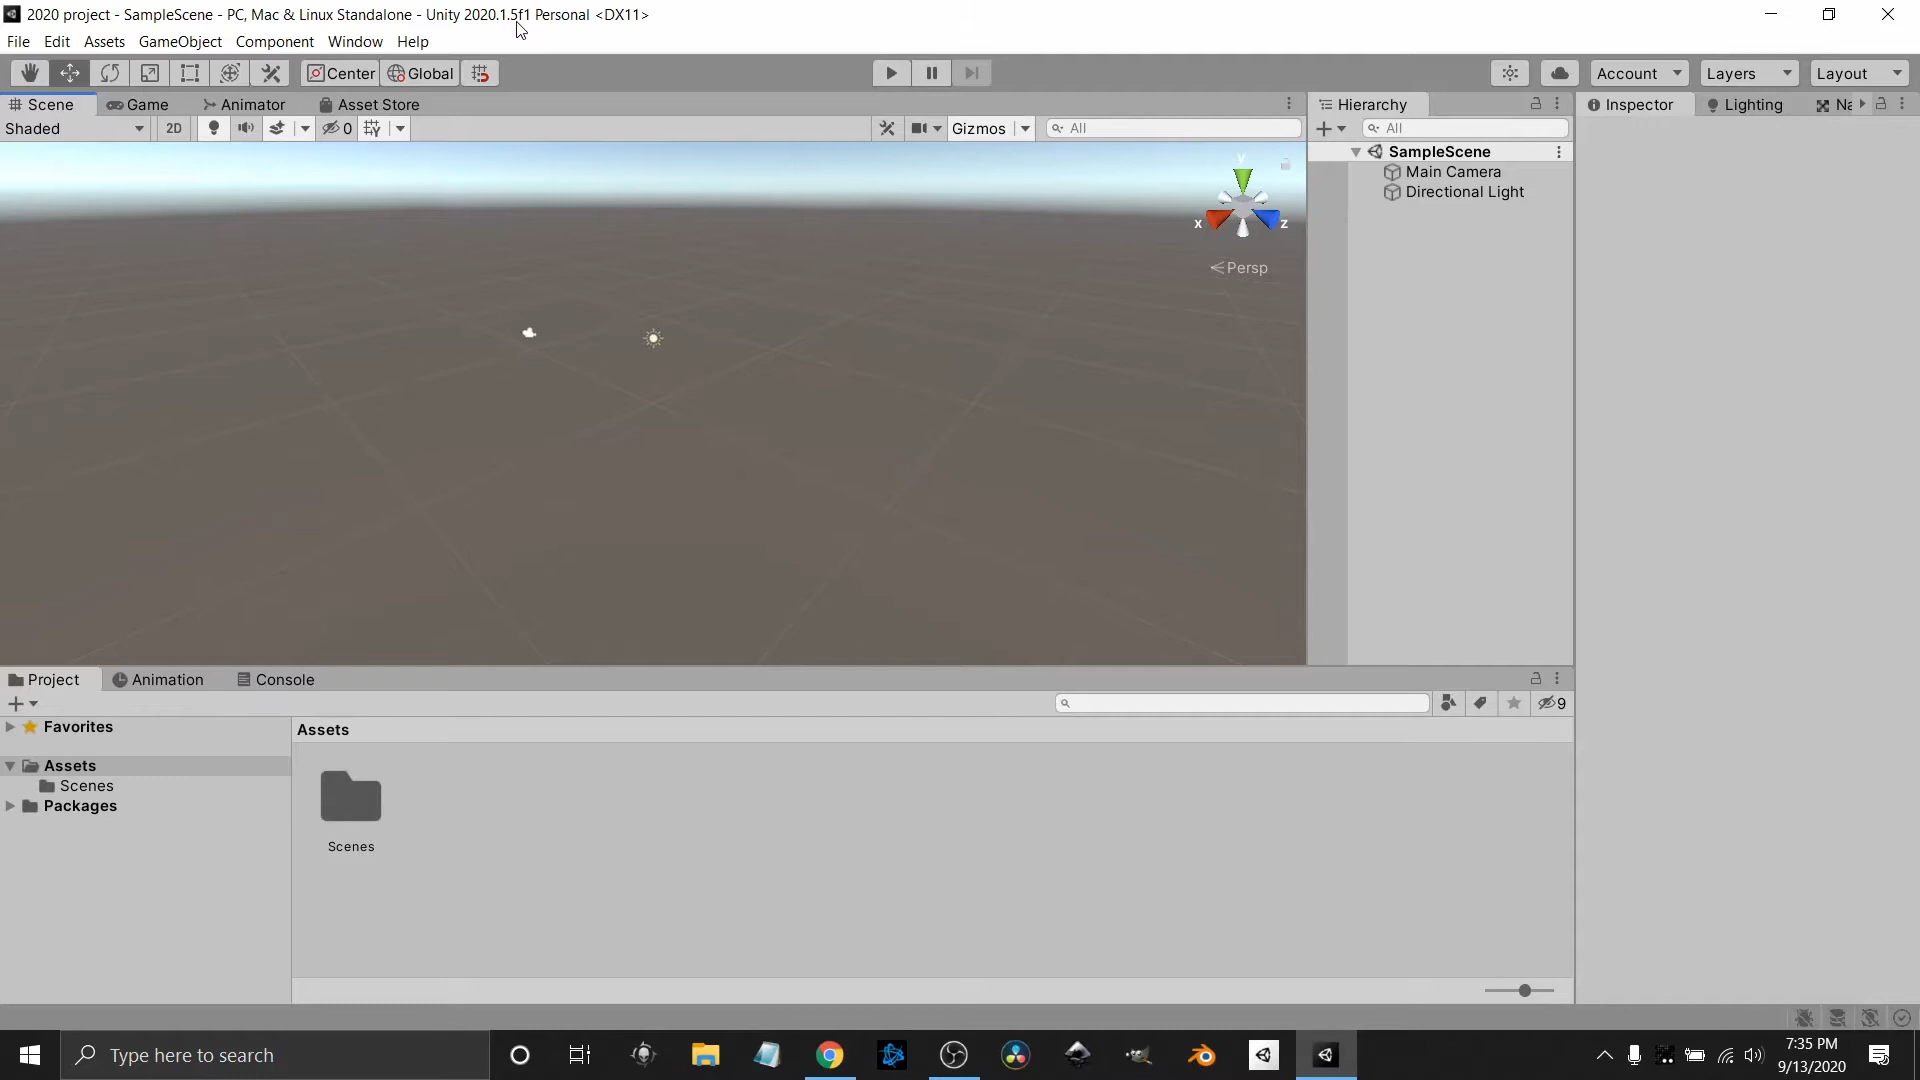 2020 project - SampleScene - PC, Mac & Linux Standalone - Unity 2020.1.5f1 Personal <DX11>
File Edit Assets GameObject Component Window Help
Center Global Account Layers Layout
Scene Game Animator Asset Store Hierarchy Inspector Lighting Na
Shaded 2D 0 Gizmos All All
SampleScene
Main Camera
Directional Light
y
x z
Persp
Project Animation Console
9
Favorites
Assets
Assets
Scenes
Packages
Scenes
Type here to search
7:35 PM
9/13/2020